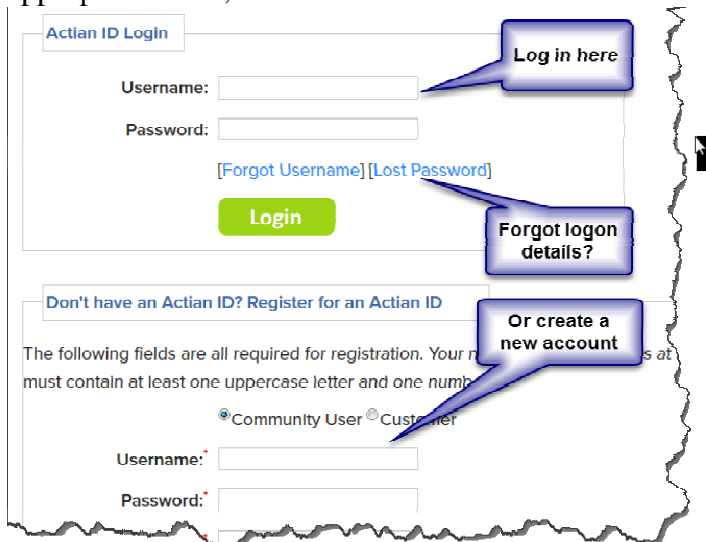 Actian ID Login
Log in here
Username:
Password:
[Forgot Username] [Lost Password]
Login
Forgot logon
details?
Don't have an Actian ID? Register for an Actian ID
Or create a
new account
The following fields are all required for registration. Your
must contain at least one uppercase letter and one
Community User Customer
Username:*
Password:*